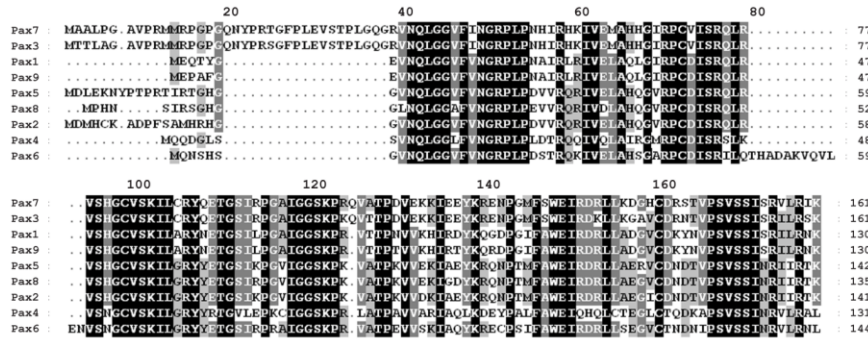 20 40 60 80
Pax7 : MAALPG.AVPRMMRPGPGQNYPRTGFPLEVSTPLGQGRVNQLGGVFINGRPLPNHIRHKIVEMAHHGIRPCVISRQLR.......... : 77
Pax3 : MTTLAG.AVPRMMRPGPGQNYPRSGFPLEVSTPLGQGRVNQLGGVFINGRPLPNHIRHKIVEMAHHGIRPCVISRQLR.......... : 77
Pax1 : ............MEQTYG...................EVNQLGGVFVNGRPLPNAIRLRIVELAQLGIRPCDISRQLR.......... : 47
Pax9 : ............MEPAFG...................EVNQLGGVFVNGRPLPNAIRLRIVELAQLGIRPCDISRQLR.......... : 47
Pax5 : MDLEKNYPTPRTIRTGHG...................GVNQLGGVFVNGRPLPDVVRQRIVELAHQGVRPCDISRQLR.......... : 59
Pax8 : ..MPHN.....SIRSGHG...................GLNQLGGAFVNGRPLPEVVRQRIVDLAHQGVRPCDISRQLR.......... : 52
Pax2 : MDMHCK.ADPFSAMHRHG...................GVNQLGGVFVNGRPLPDVVRQRIVELAHQGVRPCDISRQLR.......... : 59
Pax4 : ...........MQQDGLS...................SVNQLGGLFVNGRPLPLDTRQQIVQLAIRGMRPCDISRSLK.......... : 48
Pax6 : ............MQNSHS...................GVNQLGGVFVNGRPLPDSTRQKIVELAHSGARPCDISRILQTHADAKVQVL : 59
100 120 140 160
Pax7 : ..VSHGCVSKILCRYQETGSIRPGAIGGSKPRQVATPDVEKKIEEYKRENPGMFSWEIRDRLLKDGHCDRSTVPSVSSISRVLRIK : 161
Pax3 : ..VSHGCVSKILCRYQETGSIRPGAIGGSKPKQVTTPDVEKKIEEYKRENPGMFSWEIRDKLLKGAVCDRNTVPSVSSISRILRSK : 161
Pax1 : ..VSHGCVSKILARYNETGSILPGAIGGSKPR.VTTPNVVKHIRDYKQGDPGIFAWEIRDRLLADGVCDKYNVPSVSSISRILRNK : 130
Pax9 : ..VSHGCVSKILARYNETGSILPGAIGGSKPR.VTTPTVVKHIRTYKQRDPGIFAWEIRDRLLADGVCDKYNVPSVSSISRILRNK : 130
Pax5 : ..VSHGCVSKILGRYYETGSIKPGVIGGSKPK.VATPKVVEKIAEYKRQNPTMFAWEIRDRLLAERVCDNDTVPSVSSINRIIRTK : 142
Pax8 : ..VSHGCVSKILGRYYETGSIRPGVIGGSKPK.VATPKVVEKIGDYKRQNPTMFAWEIRDRLLAEGVCDNDTVPSVSSINRIIRTK : 135
Pax2 : ..VSHGCVSKILGRYYETGSIKPGVIGGSKPK.VATPKVVDKIAEYKRQNPTMFAWEIRDRLLAEGICDNDTVPSVSSINRIIRTK : 142
Pax4 : ..VSNGCVSKILGRYYRTGVLEPKCIGGSKPR.LATPAVVARIAQLKDEYPALFAWEIQHQLCTEGLCTQDKAPSVSSINRVLRAL : 131
Pax6 : ENVSNGCVSKILGRYYETGSIRPRAIGGSKPR.VATPEVVSKIAQYKRECPSIFAWEIRDRLLSEGVCTNDNIPSVSSINRVLRNL : 144